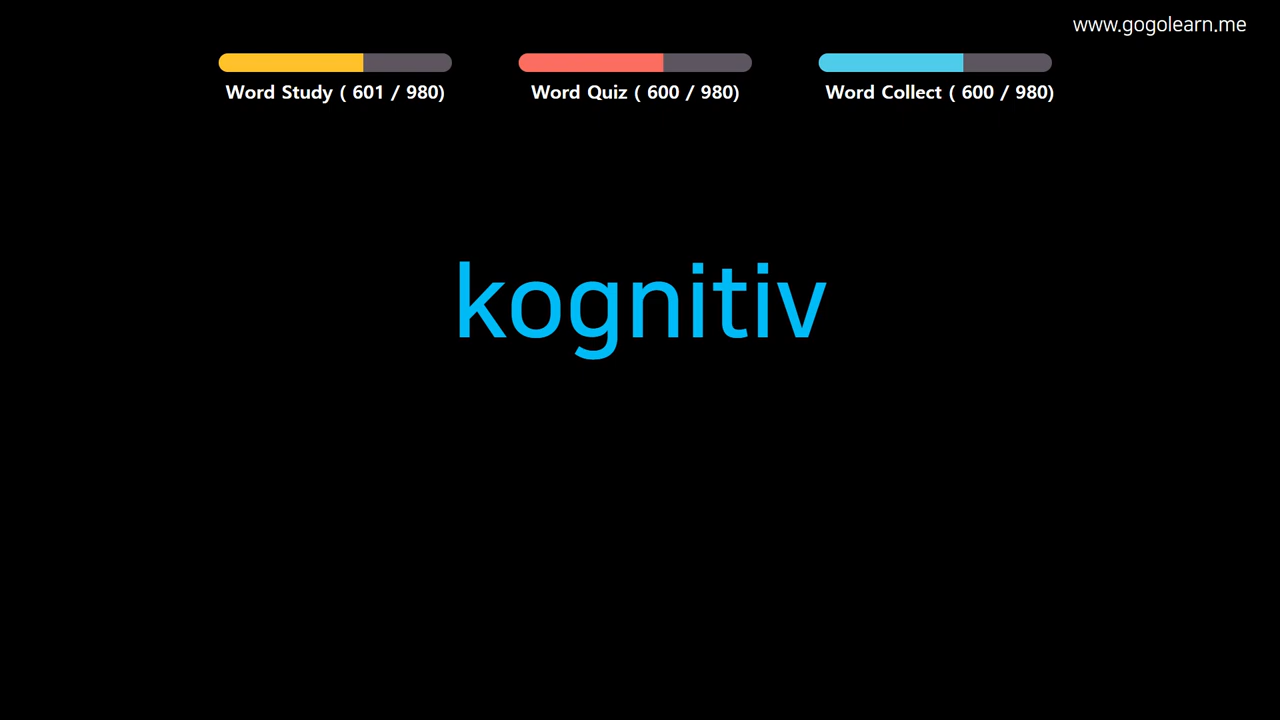 www.gogolearn.me
Word Study ( 601 / 980)
Word Quiz ( 600 / 980)
Word Collect ( 600 / 980)
kognitiv